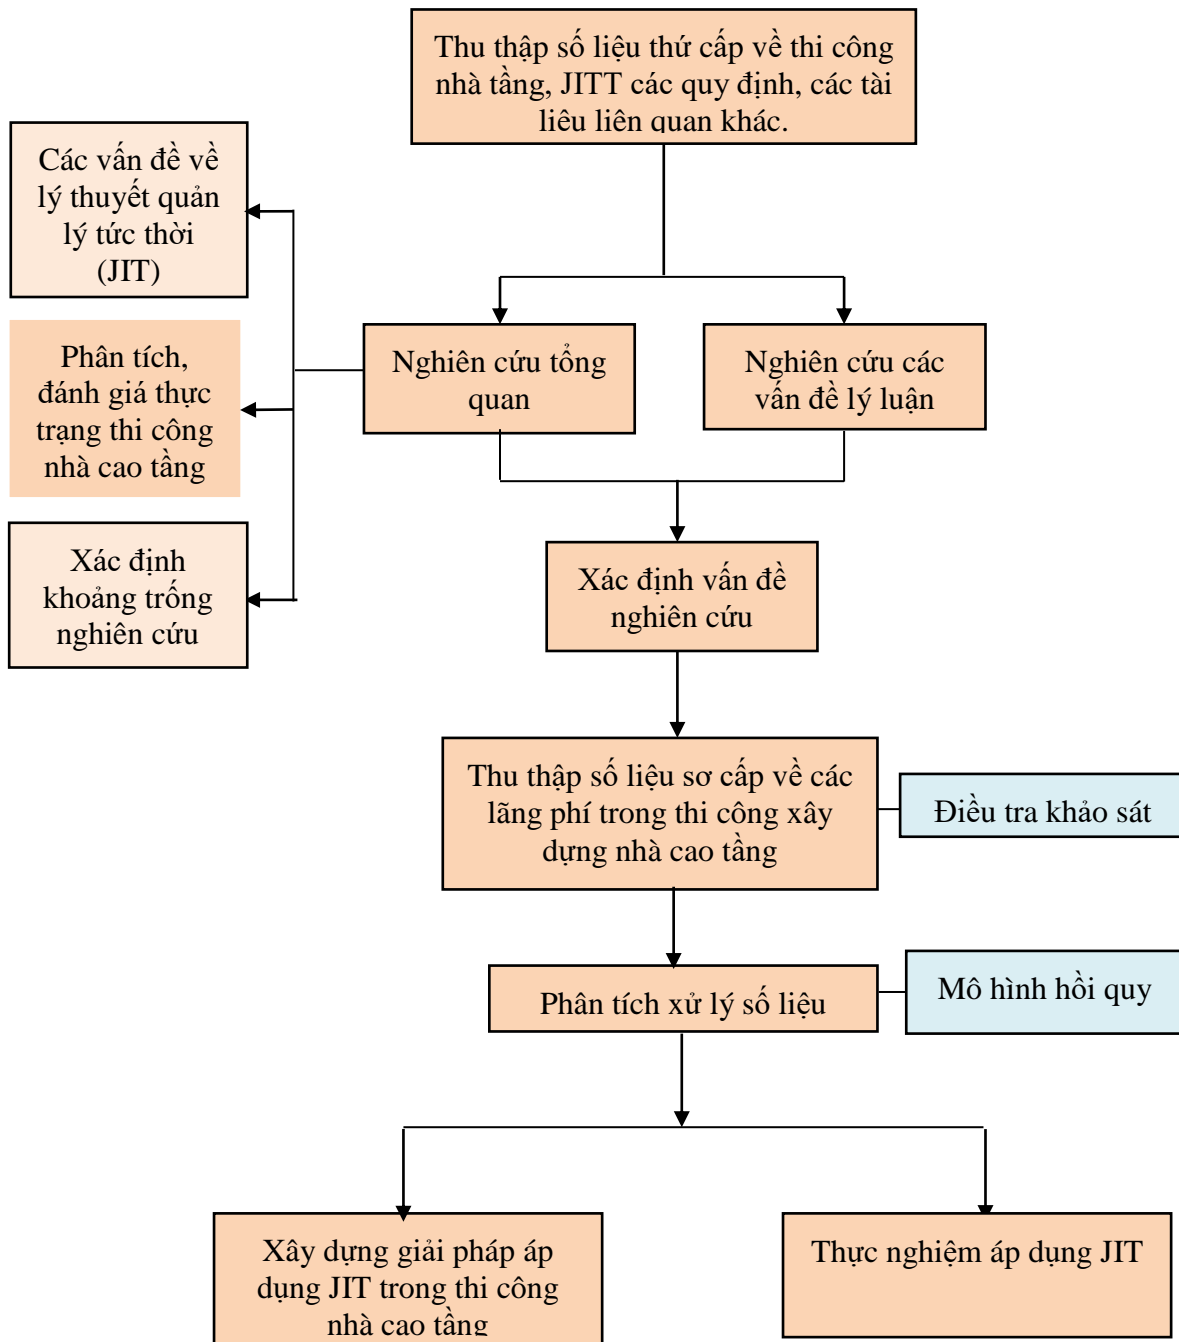 Thu thập số liệu thứ cấp về thi công
nhà tầng, JITT các quy định, các tài
liêu liên quan khác.
Các vấn đề về
lý thuyết quản
lý tức thời
(JIT)
Phân tích,
đánh giá thực
trạng thi công
nhà cao tầng
Xác định
khoảng trống
nghiên cứu
Nghiên cứu tổng
quan
Nghiên cứu các
vấn đề lý luận
Xác định vấn đề
nghiên cứu
Thu thập số liệu sơ cấp về các
lãng phí trong thi công xây
dựng nhà cao tầng
Điều tra khảo sát
Phân tích xử lý số liệu
Mô hình hồi quy
Xây dựng giải pháp áp
dụng JIT trong thi công
nhà cao tầng
Thực nghiệm áp dụng JIT